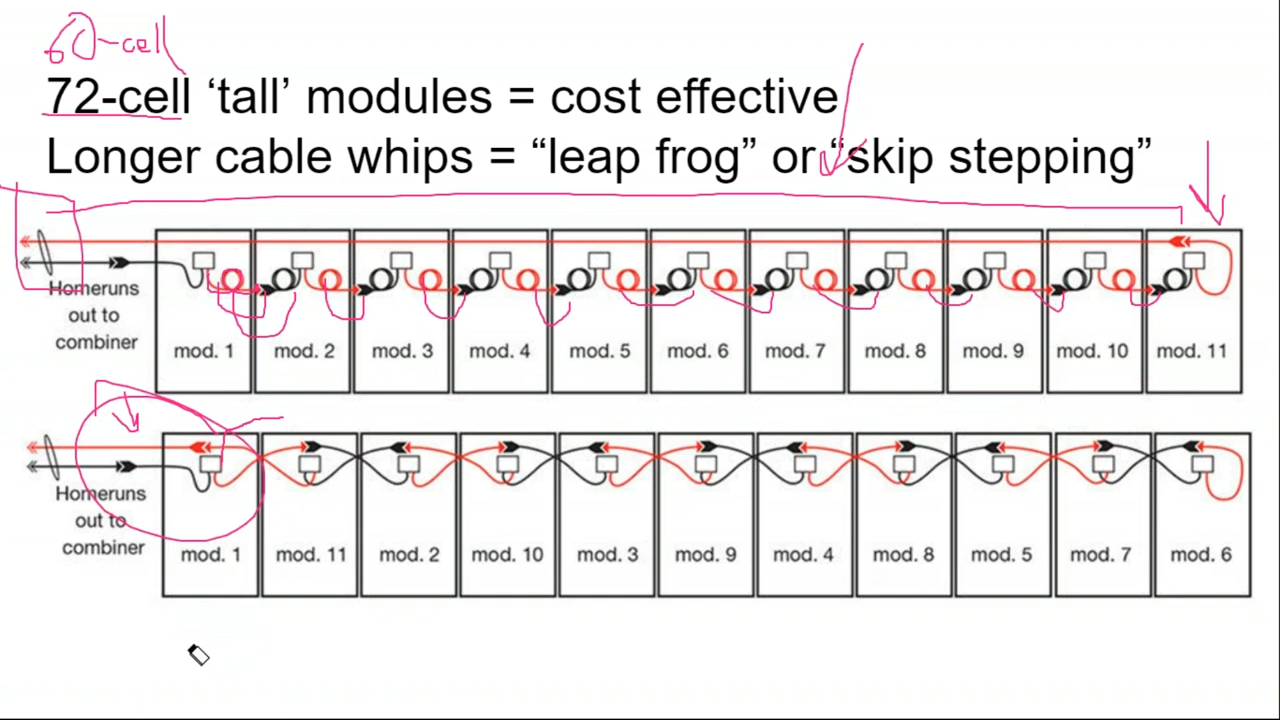 60-cell
72-cell ‘tall’ modules = cost effective
Longer cable whips = “leap frog” or “skip stepping”
Homeruns
out to
combiner
mod. 1 mod. 2 mod. 3 mod. 4 mod. 5 mod. 6 mod. 7 mod. 8 mod. 9 mod. 10 mod. 11
Homeruns
out to
combiner
mod. 1 mod. 11 mod. 2 mod. 10 mod. 3 mod. 9 mod. 4 mod. 8 mod. 5 mod. 7 mod. 6